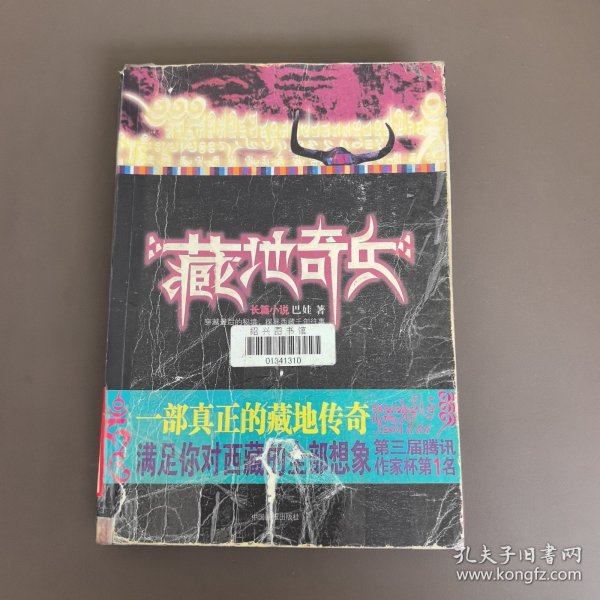 藏地奇兵
长篇小说 巴娃 著
绍兴图书馆
01341310
一部真正的藏地传奇
满足你对西藏的全部想象
第三届腾讯
作家杯第1名
孔夫子旧书网
www.kongfz.com